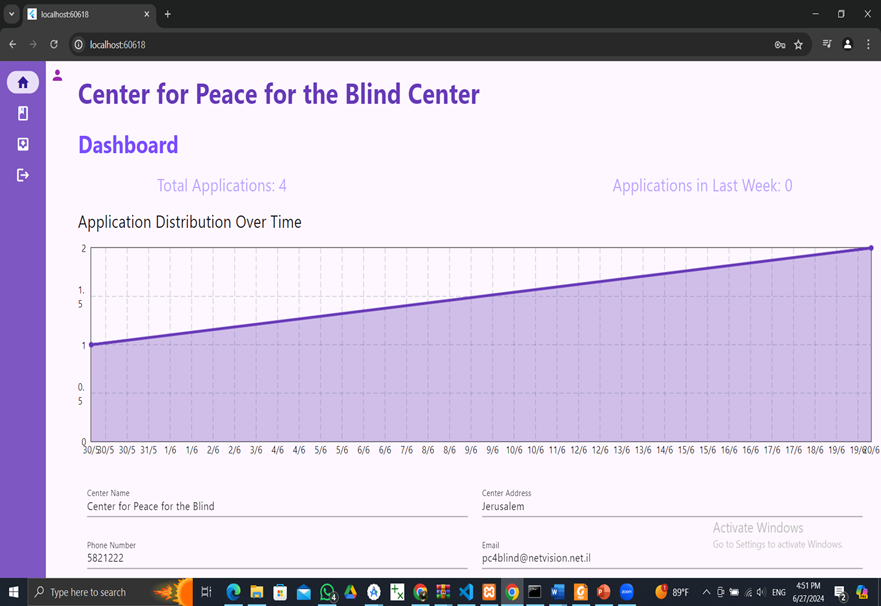 localhost:60618
localhost:60618
Center for Peace for the Blind Center
Dashboard
Total Applications: 4
Applications in Last Week: 0
Application Distribution Over Time
2
1.
5
1
0.
5
0
30/5 30/5 30/5 31/5 1/6 1/6 2/6 2/6 3/6 4/6 4/6 5/6 5/6 6/6 6/6 7/6 8/6 8/6 9/6 9/6 10/6 10/6 11/6 12/6 12/6 13/6 13/6 14/6 15/6 15/6 16/6 16/6 17/6 17/6 18/6 19/6 19/6 20/6
Center Name
Center for Peace for the Blind
Center Address
Jerusalem
Phone Number
5821222
Email
pc4blind@netvision.net.il
Activate Windows
Go to Settings to activate Windows.
Type here to search
4
89°F
ENG
4:51 PM
6/27/2024
2